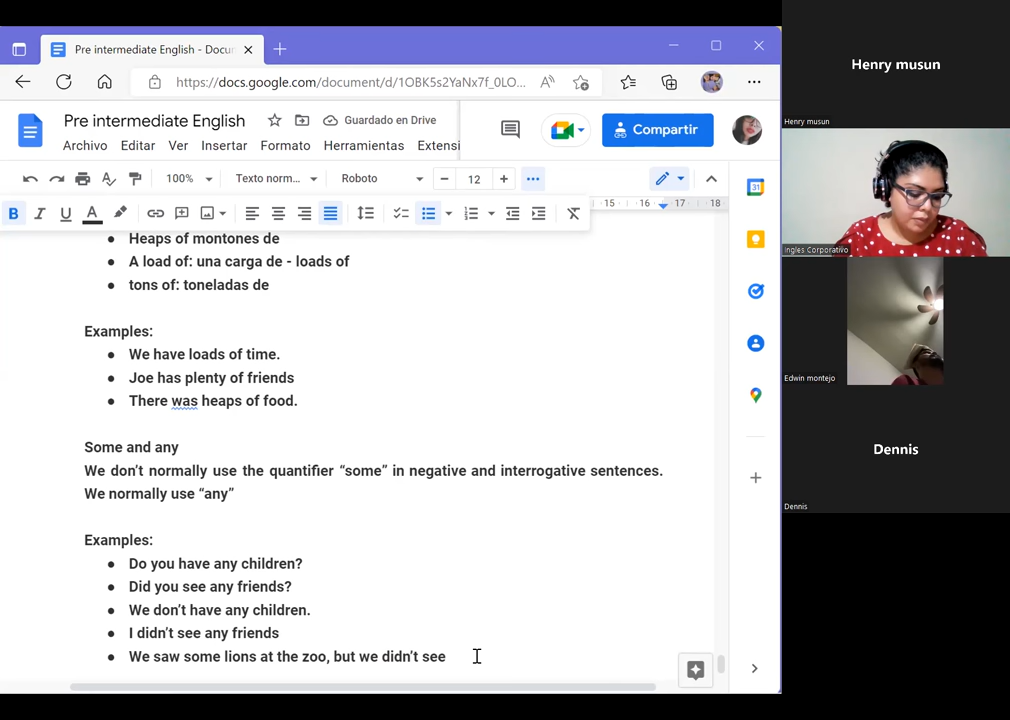 Pre intermediate English - Docu
https://docs.google.com/document/d/1OBK5s2YaNx7f_0LO...
Pre intermediate English
Guardado en Drive
Compartir
Archivo Editar Ver Insertar Formato Herramientas Extensi
100% Texto norm... Roboto 12
15 16 17 18
Heaps of montones de
A load of: una carga de - loads of
tons of: toneladas de
Examples:
We have loads of time.
Joe has plenty of friends
There was heaps of food.
Some and any
We don't normally use the quantifier “some” in negative and interrogative sentences.
We normally use “any”
Examples:
Do you have any children?
Did you see any friends?
We don't have any children.
I didn't see any friends
We saw some lions at the zoo, but we didn't see
Henry musun
Henry musun
Ingles Corporativo
Edwin montejo
Dennis
Dennis